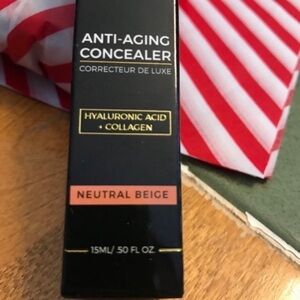 ANTI-AGING
CONCEALER
CORRECTEUR DE LUXE
HYALURONIC ACID
+ COLLAGEN
NEUTRAL BEIGE
15ML/ .50 FL OZ.